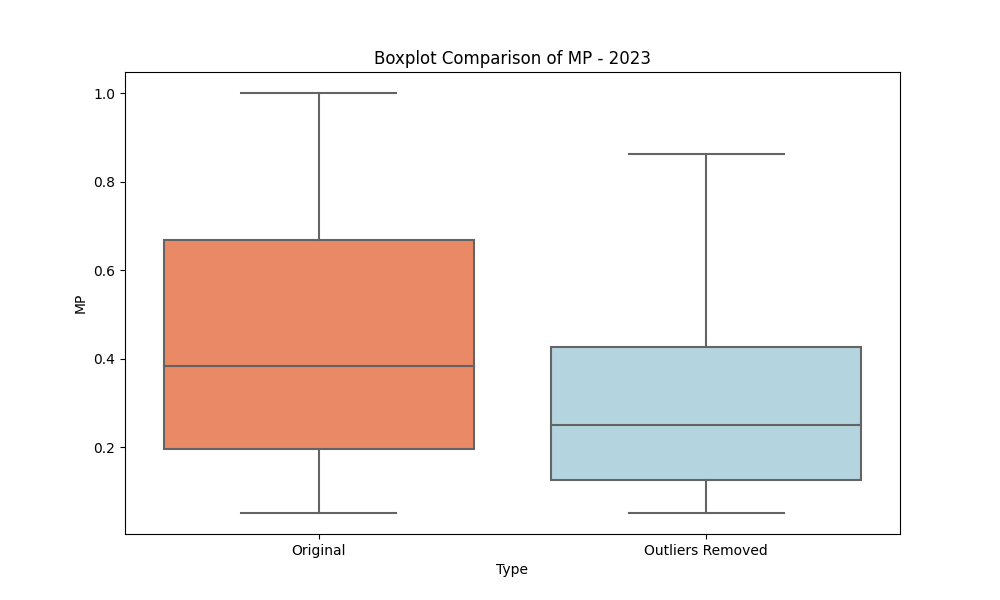 Boxplot Comparison of MP - 2023
1.0
0.8
0.6
0.4
0.2
MP
Original
Outliers Removed
Type